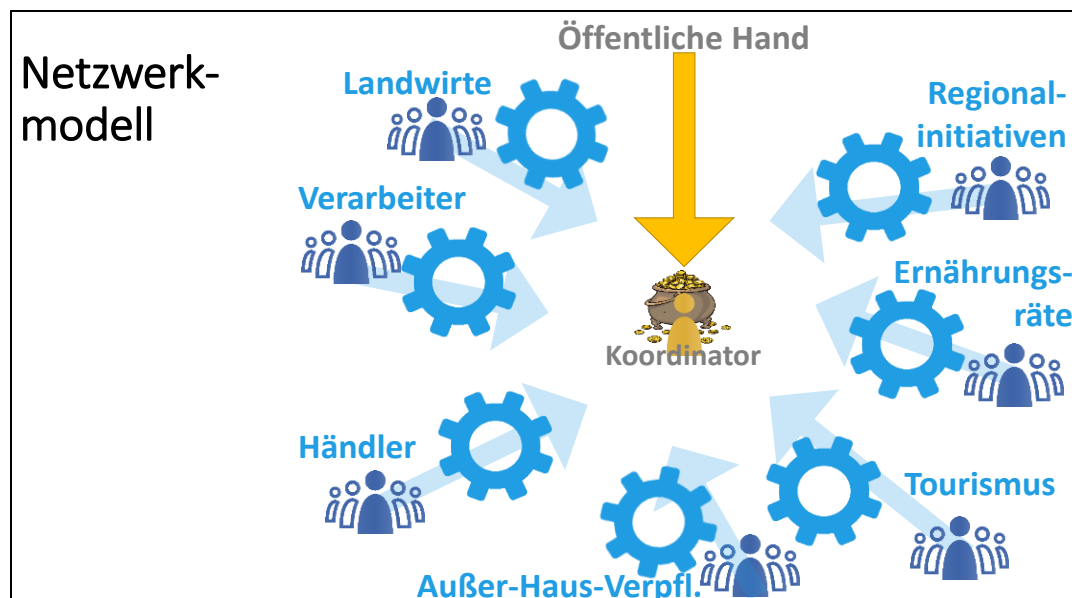 Netzwerk-
modell
Öffentliche Hand
Landwirte
Regional-
initiativen
Verarbeiter
Ernährungs-
räte
Koordinator
Händler
Tourismus
Außer-Haus-Verpfl.